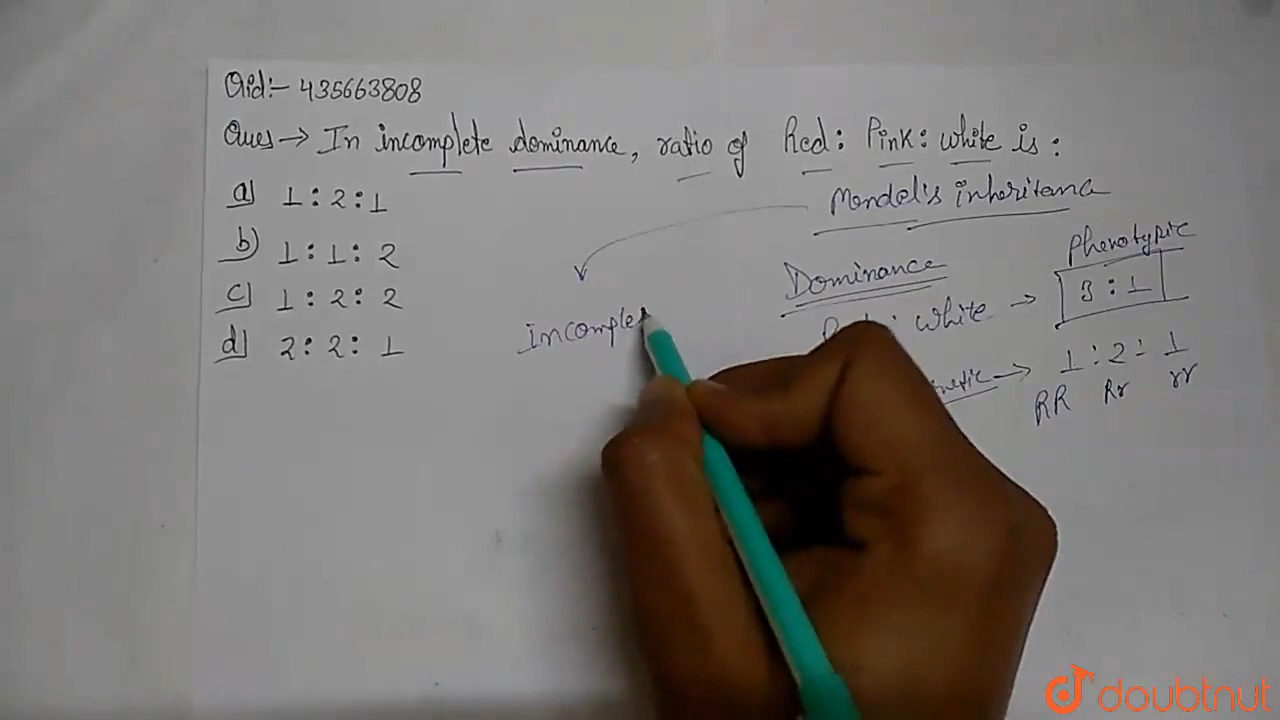 Qid:- 435663808
Ques → In incomplete dominance, ratio of Red : Pink : white is :
a) 1 : 2 : 1
b) 1 : 1 : 2
c) 1 : 2 : 2
d) 2 : 2 : 1
Mendel's inheritance
Phenotypic
Dominance
: white → 3 : 1
→ 1 : 2 : 1
RR Rr rr
Incomplet
doubtnut